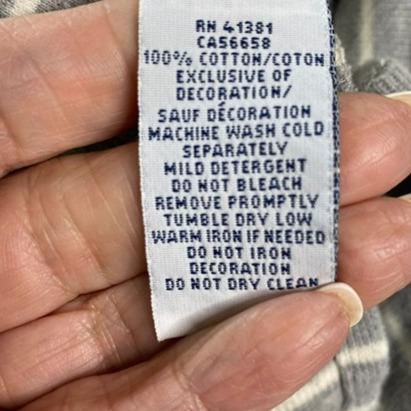 RN 41381
CA56658
100% COTTON/COTON
EXCLUSIVE OF
DECORATION/
SAUF DÉCORATION
MACHINE WASH COLD
SEPARATELY
MILD DETERGENT
DO NOT BLEACH
REMOVE PROMPTLY
TUMBLE DRY LOW
WARM IRON IF NEEDED
DO NOT IRON
DECORATION
DO NOT DRY CLEAN